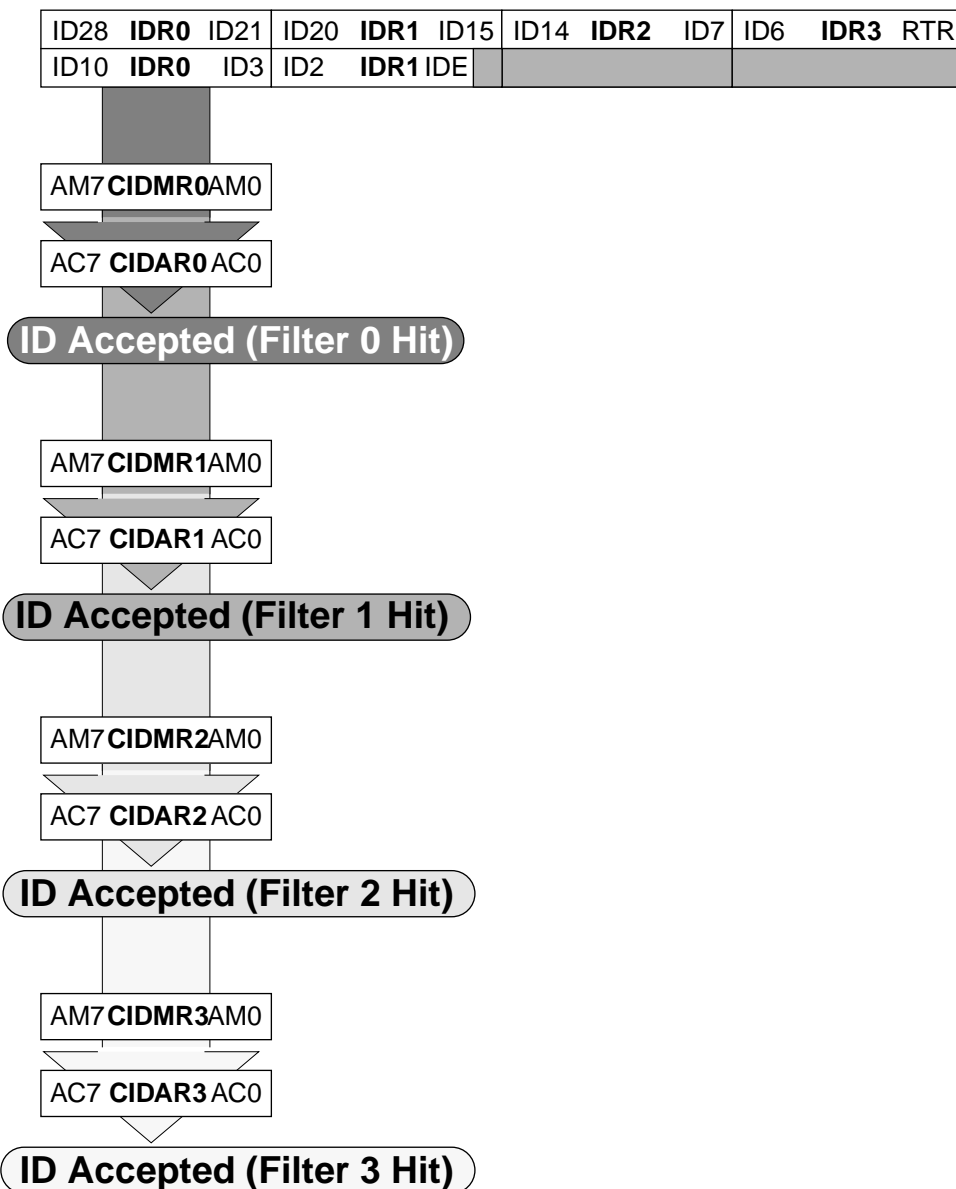 ID28 IDR0 ID21 ID20 IDR1 ID15 ID14 IDR2 ID7 ID6 IDR3 RTR
ID10 IDR0 ID3 ID2 IDR1 IDE
AM7 CIDMR0 AM0
AC7 CIDAR0 AC0
ID Accepted (Filter 0 Hit)
AM7 CIDMR1 AM0
AC7 CIDAR1 AC0
ID Accepted (Filter 1 Hit)
AM7 CIDMR2 AM0
AC7 CIDAR2 AC0
ID Accepted (Filter 2 Hit)
AM7 CIDMR3 AM0
AC7 CIDAR3 AC0
ID Accepted (Filter 3 Hit)